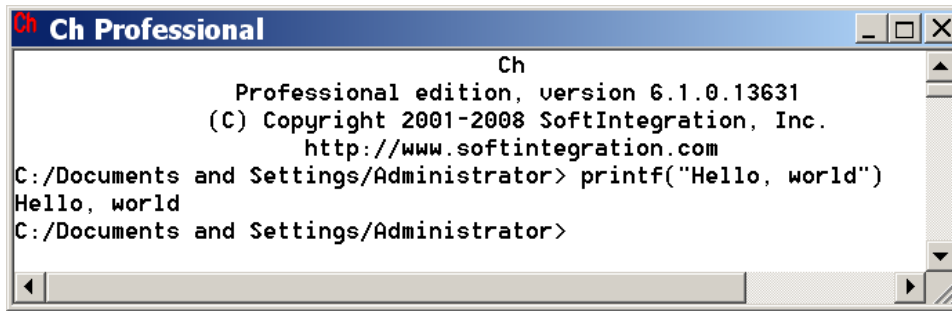 Ch Ch Professional
Ch
Professional edition, version 6.1.0.13631
(C) Copyright 2001-2008 SoftIntegration, Inc.
http://www.softintegration.com
C:/Documents and Settings/Administrator> printf("Hello, world")
Hello, world
C:/Documents and Settings/Administrator>